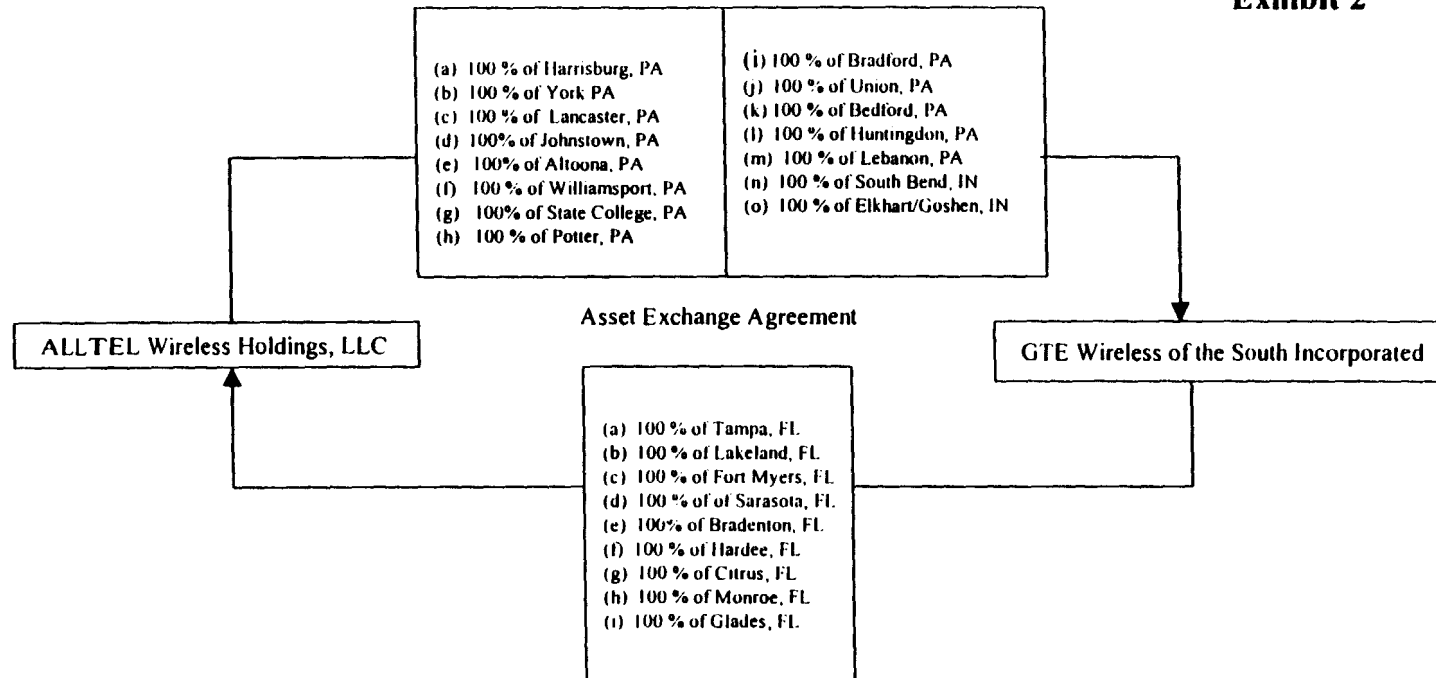 Exhibit 2
(a) 100 % of Harrisburg, PA
(b) 100 % of York PA
(c) 100 % of Lancaster, PA
(d) 100% of Johnstown, PA
(e) 100% of Altoona, PA
(f) 100 % of Williamsport, PA
(g) 100% of State College, PA
(h) 100 % of Potter, PA
(i) 100 % of Bradford, PA
(j) 100 % of Union, PA
(k) 100 % of Bedford, PA
(l) 100 % of Huntingdon, PA
(m) 100 % of Lebanon, PA
(n) 100 % of South Bend, IN
(o) 100 % of Elkhart/Goshen, IN
Asset Exchange Agreement
ALLTEL Wireless Holdings, LLC
GTE Wireless of the South Incorporated
(a) 100 % of Tampa, FL
(b) 100 % of Lakeland, FL
(c) 100 % of Fort Myers, FL
(d) 100 % of of Sarasota, FL
(e) 100% of Bradenton, FL
(f) 100 % of Hardee, FL
(g) 100 % of Citrus, FL
(h) 100 % of Monroe, FL
(i) 100 % of Glades, FL